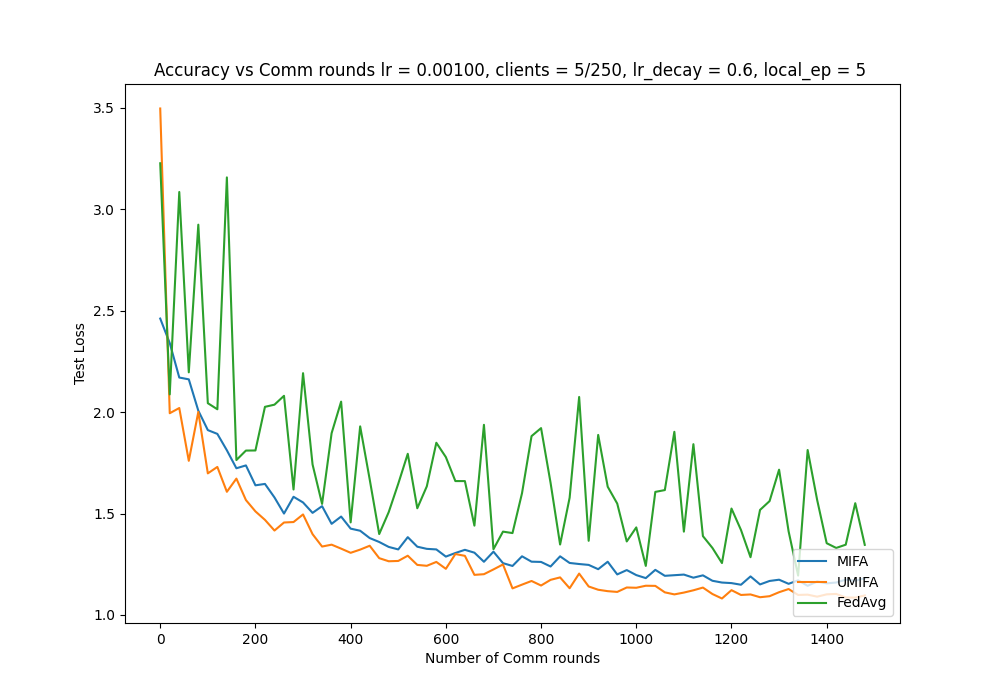 Accuracy vs Comm rounds lr = 0.00100, clients = 5/250, lr_decay = 0.6, local_ep = 5
3.5
3.0
2.5
2.0
1.5
1.0
Test Loss
MIFA
UMIFA
FedAvg
0 200 400 600 800 1000 1200 1400
Number of Comm rounds